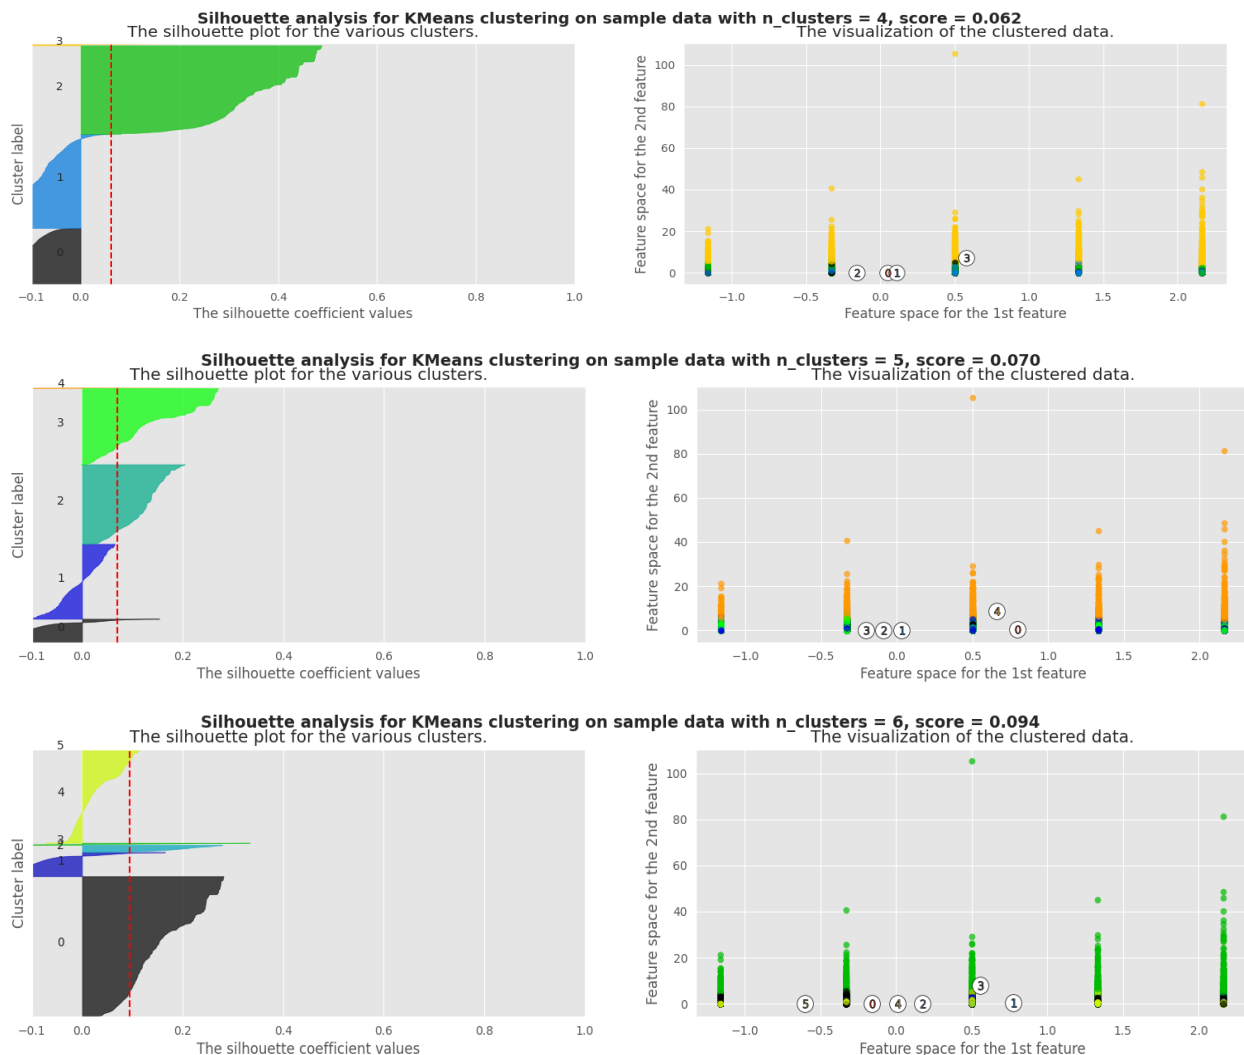 Silhouette analysis for KMeans clustering on sample data with n_clusters = 4, score = 0.062
The silhouette plot for the various clusters.
3
2
1
0
Cluster label
−0.1 0.0 0.2 0.4 0.6 0.8 1.0
The silhouette coefficient values
The visualization of the clustered data.
100
80
60
40
20
0
Feature space for the 2nd feature
2 0 1 3
−1.0 −0.5 0.0 0.5 1.0 1.5 2.0
Feature space for the 1st feature
Silhouette analysis for KMeans clustering on sample data with n_clusters = 5, score = 0.070
The silhouette plot for the various clusters.
4
3
2
1
0
Cluster label
−0.1 0.0 0.2 0.4 0.6 0.8 1.0
The silhouette coefficient values
The visualization of the clustered data.
100
80
60
40
20
0
Feature space for the 2nd feature
3 2 1 4 0
−1.0 −0.5 0.0 0.5 1.0 1.5 2.0
Feature space for the 1st feature
Silhouette analysis for KMeans clustering on sample data with n_clusters = 6, score = 0.094
The silhouette plot for the various clusters.
5
4
3
2
1
0
Cluster label
−0.1 0.0 0.2 0.4 0.6 0.8 1.0
The silhouette coefficient values
The visualization of the clustered data.
100
80
60
40
20
0
Feature space for the 2nd feature
5 0 4 2 3 1
−1.0 −0.5 0.0 0.5 1.0 1.5 2.0
Feature space for the 1st feature